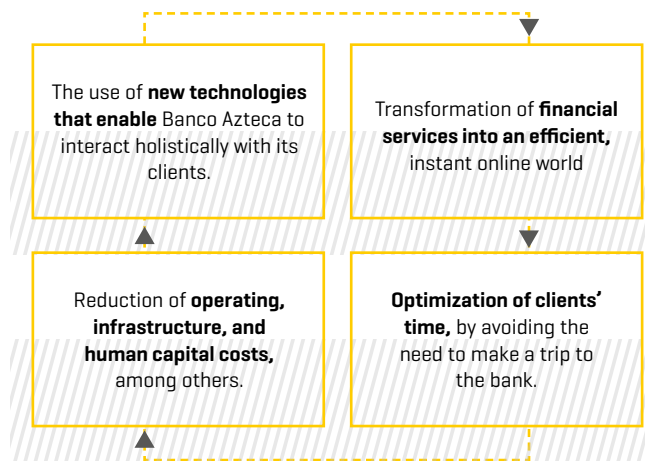 The use of new technologies
that enable Banco Azteca to
interact holistically with its
clients.
Transformation of financial
services into an efficient,
instant online world
Optimization of clients’
time, by avoiding the
need to make a trip to
the bank.
Reduction of operating,
infrastructure, and
human capital costs,
among others.